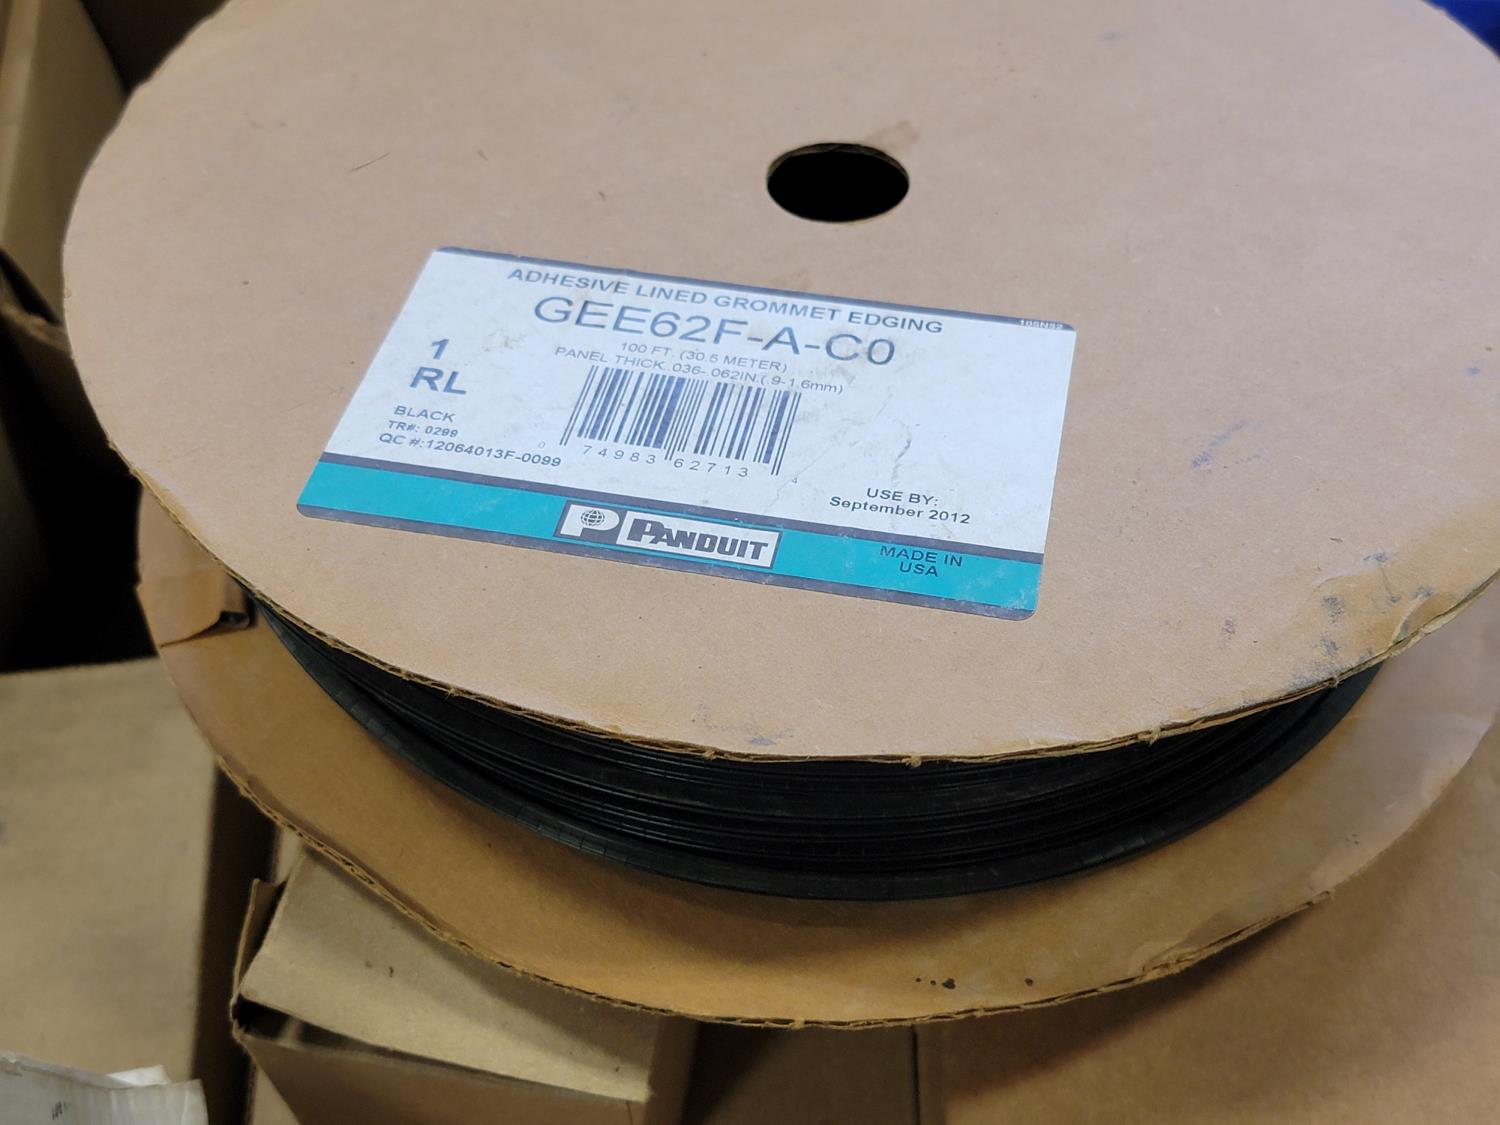 ADHESIVE LINED GROMMET EDGING
165N52
GEE62F-A-C0
100 FT. (30.5 METER)
PANEL THICK .036-.062IN.(.9-1.6mm)
1
RL
BLACK
TR#: 0299
QC #:12064013F-0099
0 74983 62713 4
USE BY:
September 2012
P PANDUIT
MADE IN
USA